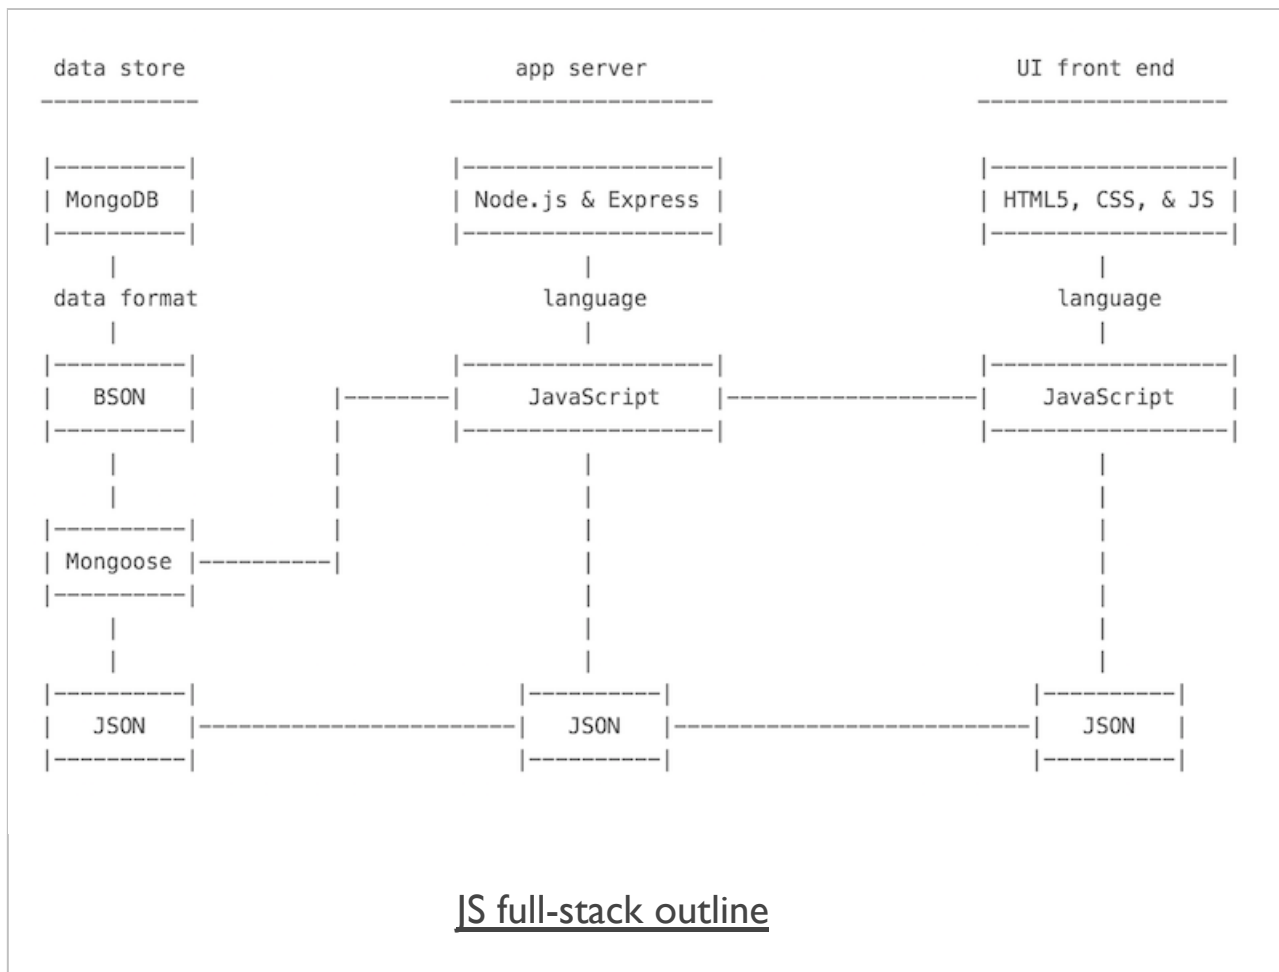 data store app server UI front end
------------ -------------------- -------------------
|----------| |-------------------| |------------------|
| MongoDB | | Node.js & Express | | HTML5, CSS, & JS |
|----------| |-------------------| |------------------|
| | |
data format language language
| | |
|----------| |-------------------| |------------------|
| BSON | |--------| JavaScript |-------------------| JavaScript |
|----------| | |-------------------| |------------------|
| | | |
| | | |
|----------| | | |
| Mongoose |----------| | |
|----------| | |
| | |
| | |
|----------| |----------| |----------|
| JSON |------------------------| JSON |---------------------------| JSON |
|----------| |----------| |----------|
JS full-stack outline